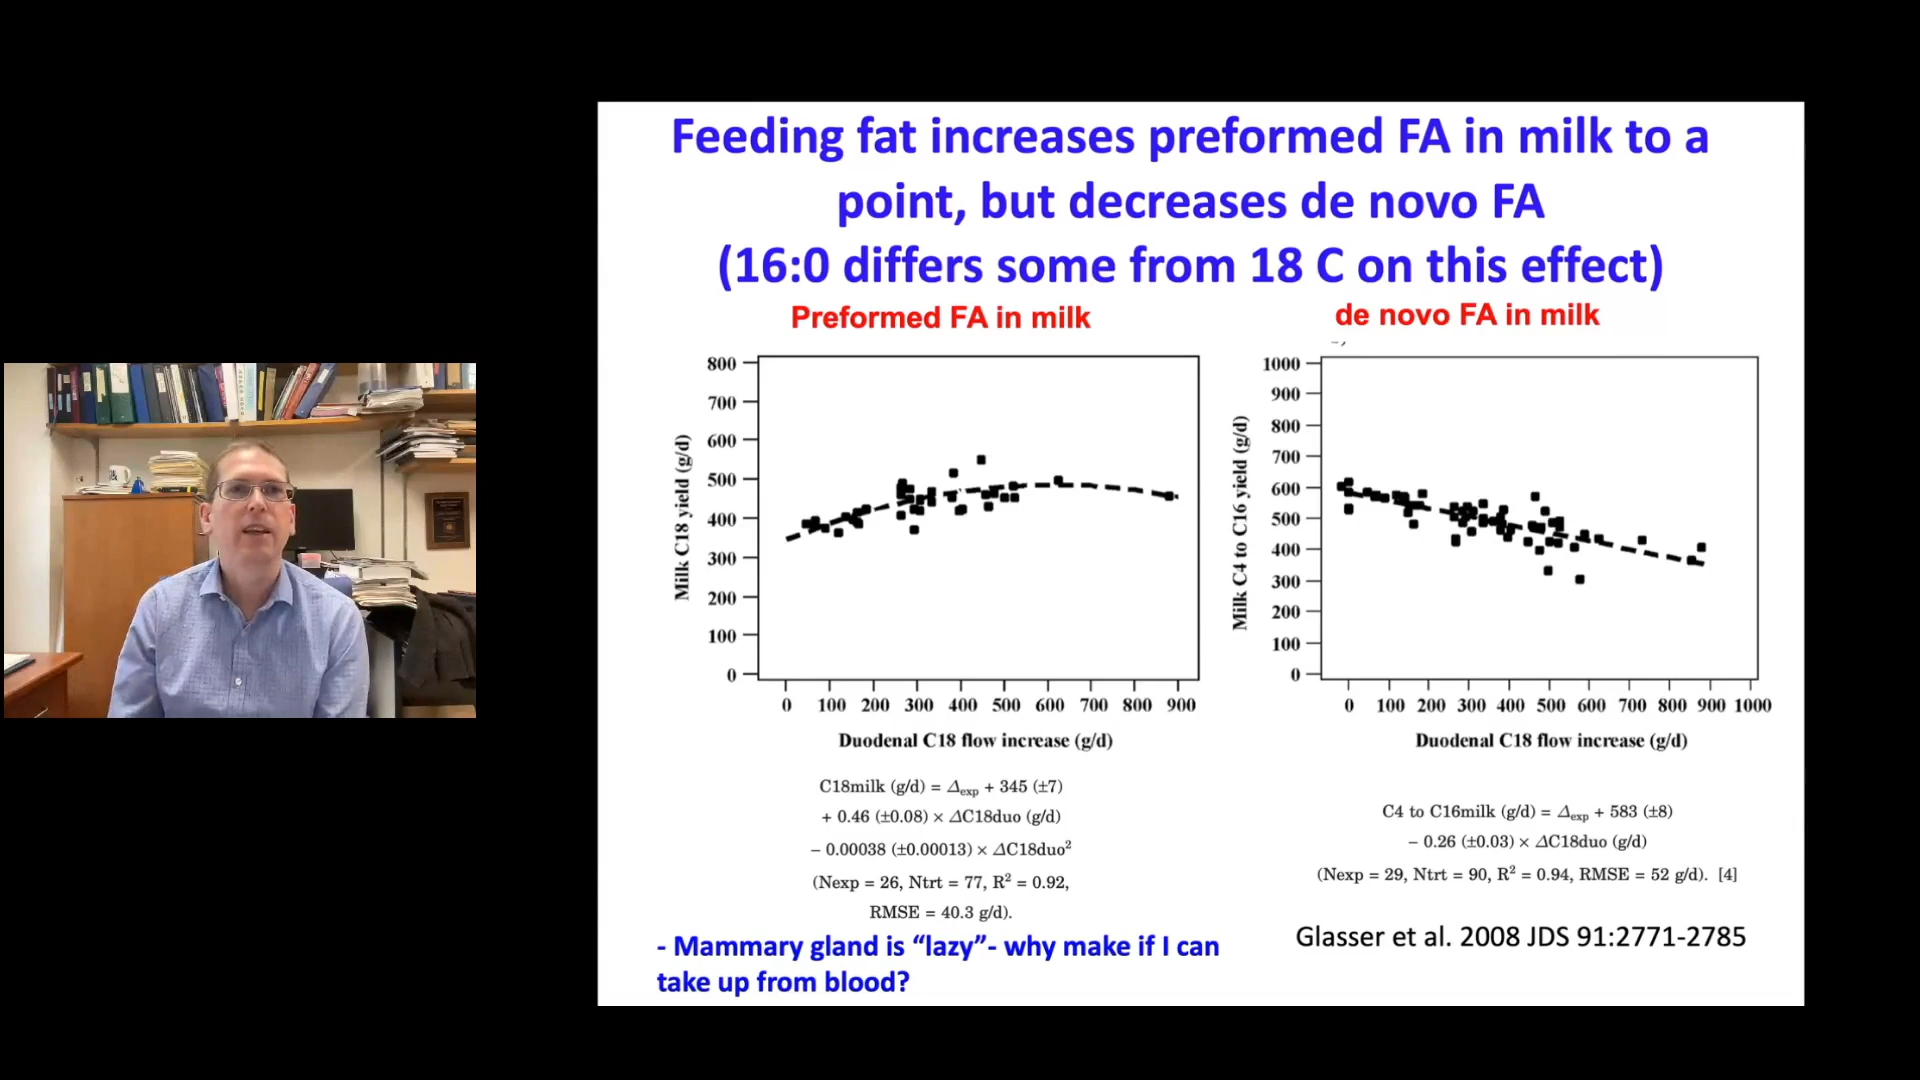 Feeding fat increases preformed FA in milk to a
point, but decreases de novo FA
(16:0 differs some from 18 C on this effect)
Preformed FA in milk
800
700
600
500
400
300
200
100
0
Milk C18 yield (g/d)
0 100 200 300 400 500 600 700 800 900
Duodenal C18 flow increase (g/d)
C18milk (g/d) = Δexp + 345 (±7)
+ 0.46 (±0.08) × ΔC18duo (g/d)
− 0.00038 (±0.00013) × ΔC18duo²
(Nexp = 26, Ntrt = 77, R² = 0.92,
RMSE = 40.3 g/d).
- Mammary gland is “lazy”- why make if I can
take up from blood?
de novo FA in milk
1000
900
800
700
600
500
400
300
200
100
0
Milk C4 to C16 yield (g/d)
0 100 200 300 400 500 600 700 800 900 1000
Duodenal C18 flow increase (g/d)
C4 to C16milk (g/d) = Δexp + 583 (±8)
− 0.26 (±0.03) × ΔC18duo (g/d)
(Nexp = 29, Ntrt = 90, R² = 0.94, RMSE = 52 g/d). [4]
Glasser et al. 2008 JDS 91:2771-2785